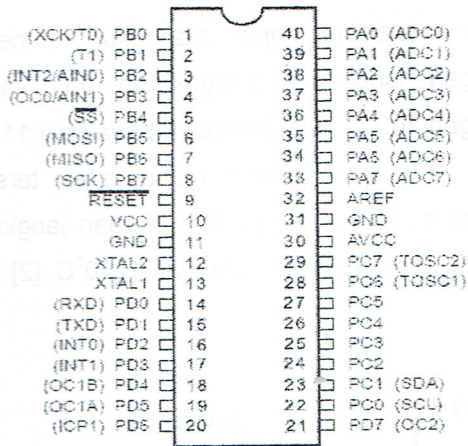 (XCK/T0) PB0 1 40 PA0 (ADC0)
(T1) PB1 2 39 PA1 (ADC1)
(INT2/AIN0) PB2 3 38 PA2 (ADC2)
(OC0/AIN1) PB3 4 37 PA3 (ADC3)
(SS) PB4 5 36 PA4 (ADC4)
(MOSI) PB5 6 35 PA5 (ADC5)
(MISO) PB6 7 34 PA6 (ADC6)
(SCK) PB7 8 33 PA7 (ADC7)
RESET 9 32 AREF
VCC 10 31 GND
GND 11 30 AVCC
XTAL2 12 29 PC7 (TOSC2)
XTAL1 13 28 PC6 (TOSC1)
(RXD) PD0 14 27 PC5
(TXD) PD1 15 26 PC4
(INT0) PD2 16 25 PC3
(INT1) PD3 17 24 PC2
(OC1B) PD4 18 23 PC1 (SDA)
(OC1A) PD5 19 22 PC0 (SCL)
(ICP1) PD6 20 21 PD7 (OC2)